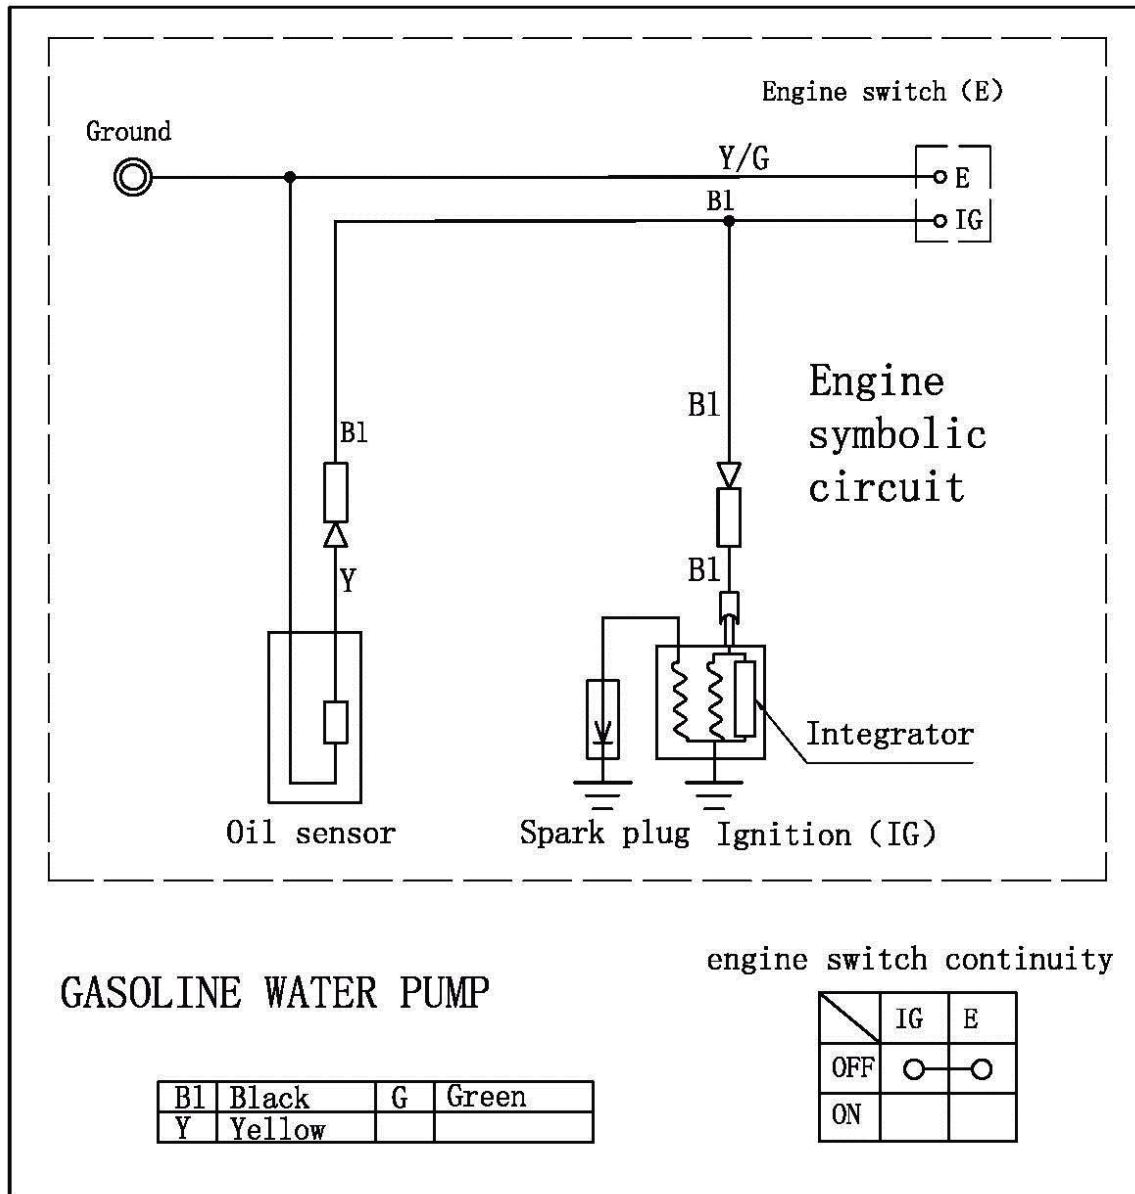 Engine switch (E)
Ground
Y/G
E
Bl
IG
Engine
symbolic
circuit
Bl
Bl
Y
Bl
Integrator
Oil sensor
Spark plug
Ignition (IG)
GASOLINE WATER PUMP
engine switch continuity
IG E
OFF
ON
Bl Black G Green
Y Yellow